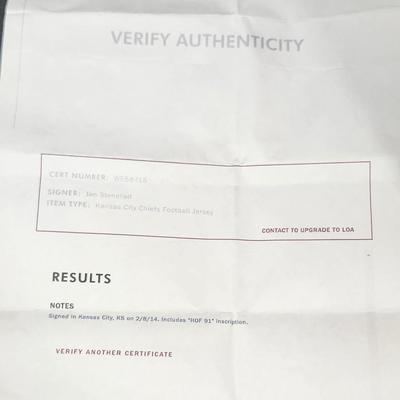 VERIFY AUTHENTICITY
CERT NUMBER:
SIGNER: Jan Stenerud
ITEM TYPE: Kansas City Chiefs Football Jersey
CONTACT TO UPGRADE TO LOA
RESULTS
NOTES
Signed in Kansas City, KS on 2/8/14. Includes "HOF 91" inscription.
VERIFY ANOTHER CERTIFICATE